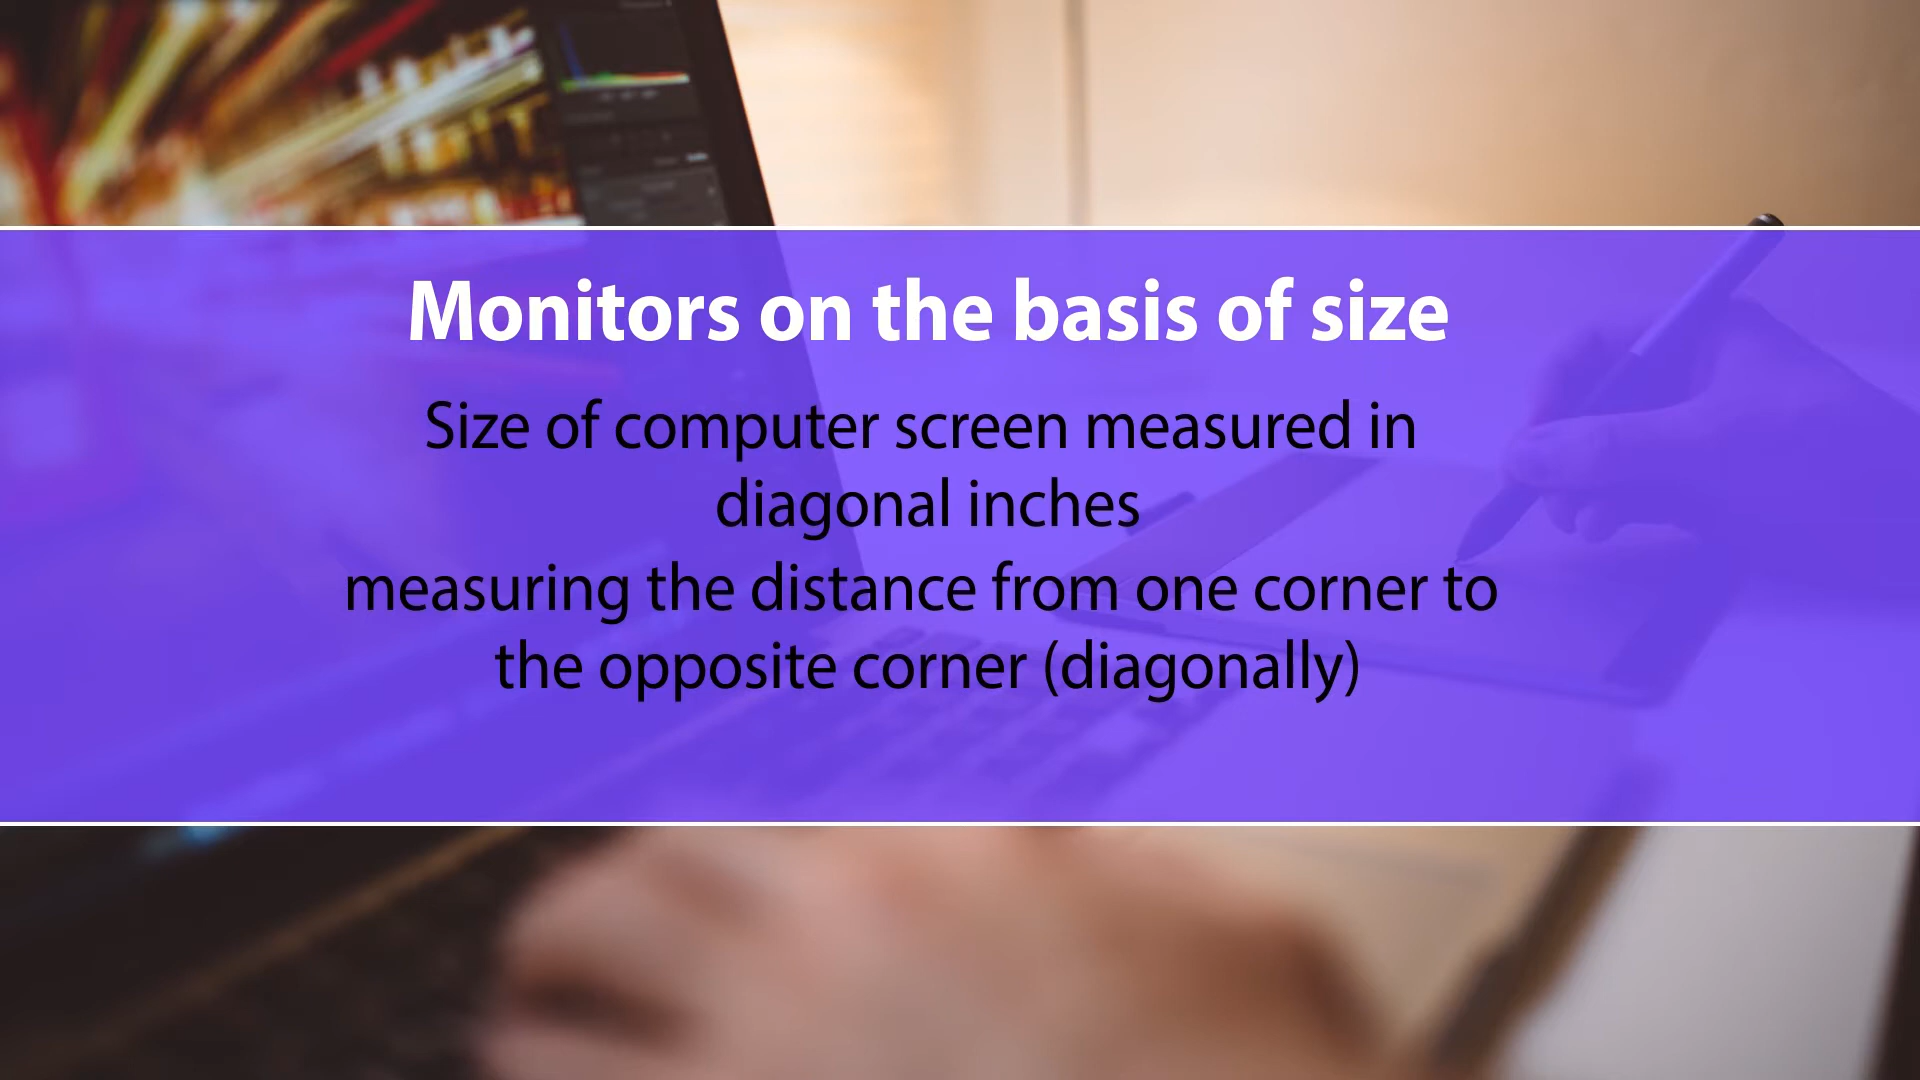 Monitors on the basis of size
Size of computer screen measured in
diagonal inches
measuring the distance from one corner to
the opposite corner (diagonally)